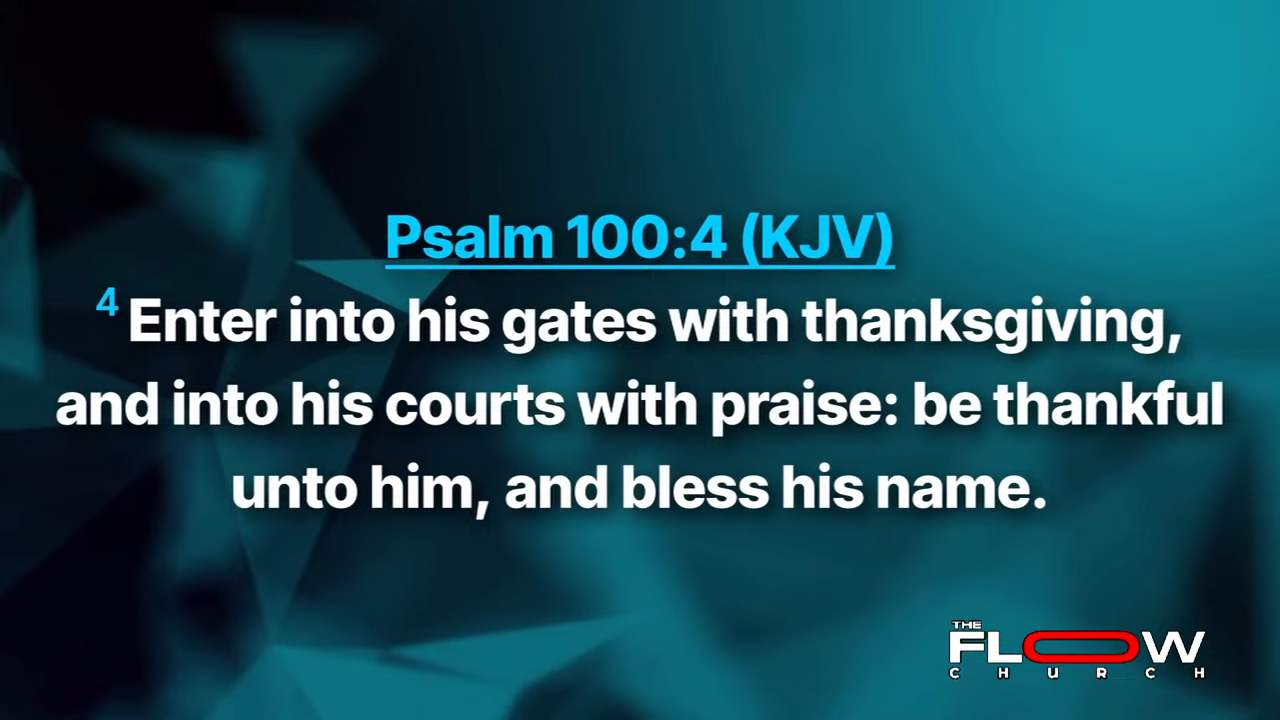 Psalm 100:4 (KJV)
4 Enter into his gates with thanksgiving,
and into his courts with praise: be thankful
unto him, and bless his name.
THE
FLOW
CHURCH